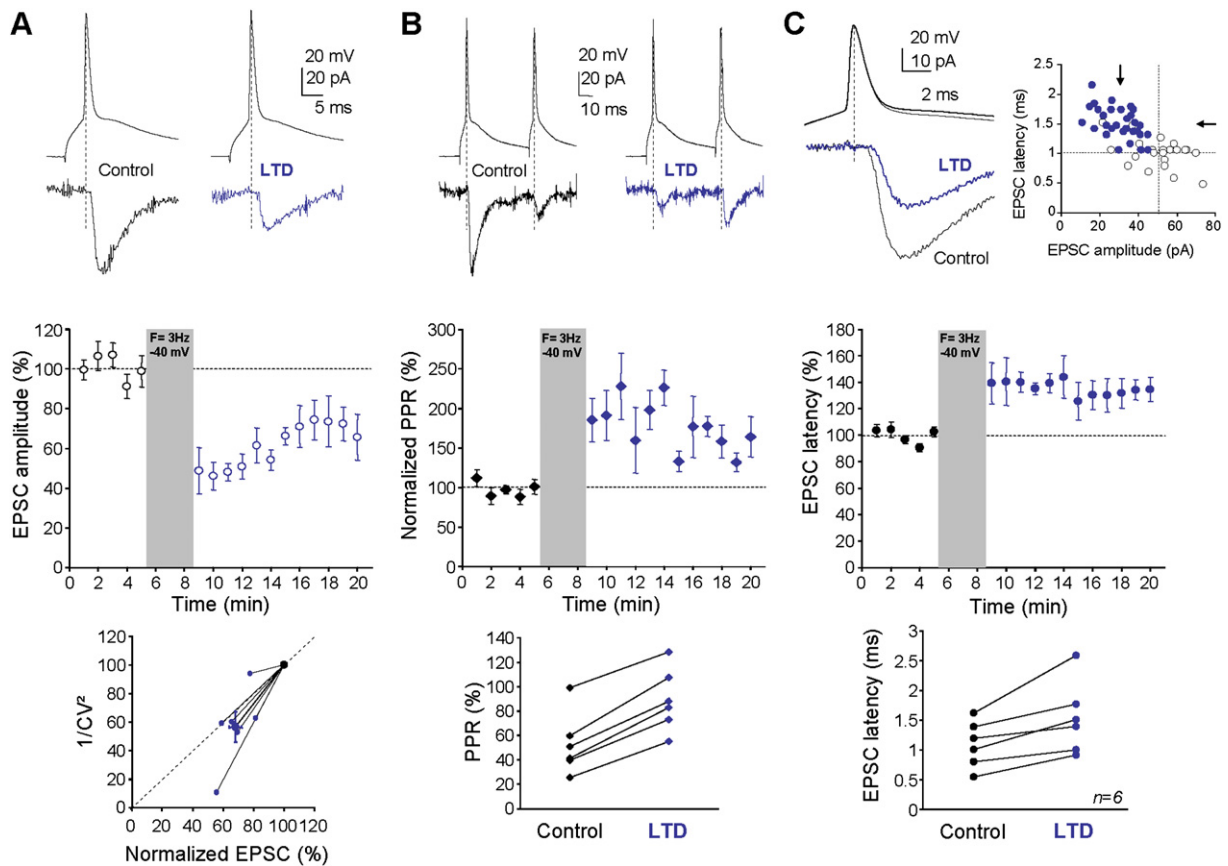 A
20 mV
20 pA
5 ms
Control
LTD
B
20 mV
20 pA
10 ms
Control
LTD
C
20 mV
10 pA
2 ms
LTD
Control
EPSC latency (ms)
2.5
2
1.5
1
0.5
0
0 20 40 60 80
EPSC amplitude (pA)
EPSC amplitude (%)
120
100
80
60
40
20
0
F= 3Hz
-40 mV
0 2 4 6 8 10 12 14 16 18 20
Time (min)
Normalized PPR (%)
300
250
200
150
100
50
0
F= 3Hz
-40 mV
0 2 4 6 8 10 12 14 16 18 20
Time (min)
EPSC latency (%)
180
160
140
120
100
80
60
40
20
0
F= 3Hz
-40 mV
0 2 4 6 8 10 12 14 16 18 20
Time (min)
1/CV²
120
100
80
60
40
20
0
0 20 40 60 80 100 120
Normalized EPSC (%)
PPR (%)
140
120
100
80
60
40
20
0
Control LTD
EPSC latency (ms)
3
2.5
2
1.5
1
0.5
0
n=6
Control LTD